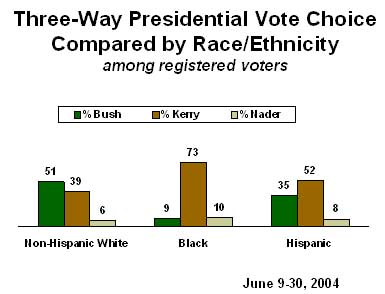 Three-Way Presidential Vote Choice
Compared by Race/Ethnicity
among registered voters
% Bush % Kerry % Nader
51 39 6
9 73 10
35 52 8
Non-Hispanic White Black Hispanic
June 9-30, 2004